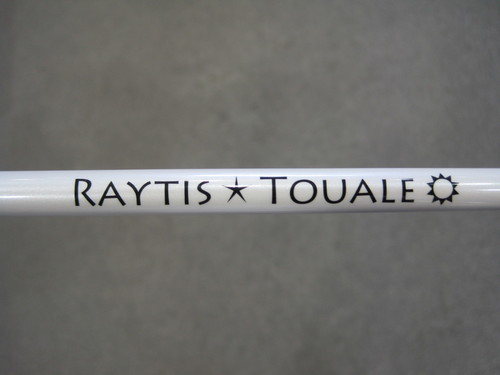 RAYTIS ★ TOUALE ☼